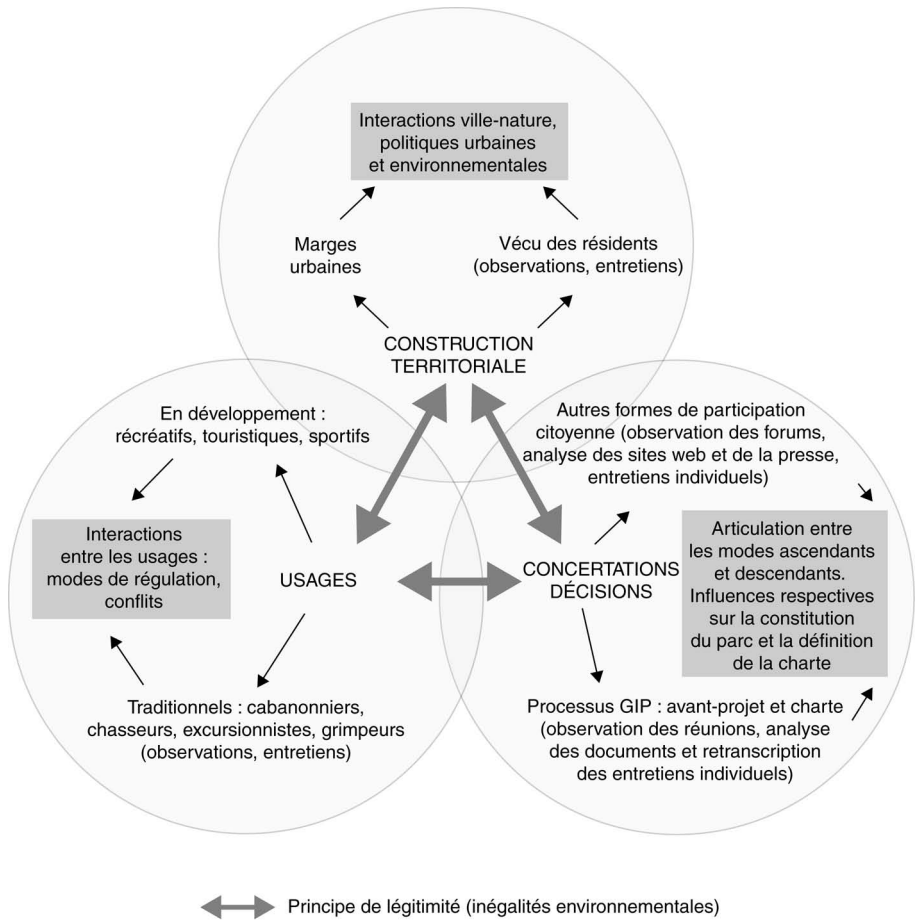 Interactions ville-nature,
politiques urbaines
et environnementales
Marges
urbaines
Vécu des résidents
(observations, entretiens)
CONSTRUCTION
TERRITORIALE
En développement :
récréatifs, touristiques, sportifs
Interactions
entre les usages :
modes de régulation,
conflits
USAGES
Traditionnels : cabanonniers,
chasseurs, excursionnistes, grimpeurs
(observations, entretiens)
Autres formes de participation
citoyenne (observation des forums,
analyse des sites web et de la presse,
entretiens individuels)
CONCERTATIONS
DÉCISIONS
Articulation entre
les modes ascendants
et descendants.
Influences respectives
sur la constitution
du parc et la définition
de la charte
Processus GIP : avant-projet et charte
(observation des réunions, analyse
des documents et retranscription
des entretiens individuels)
Principe de légitimité (inégalités environnementales)